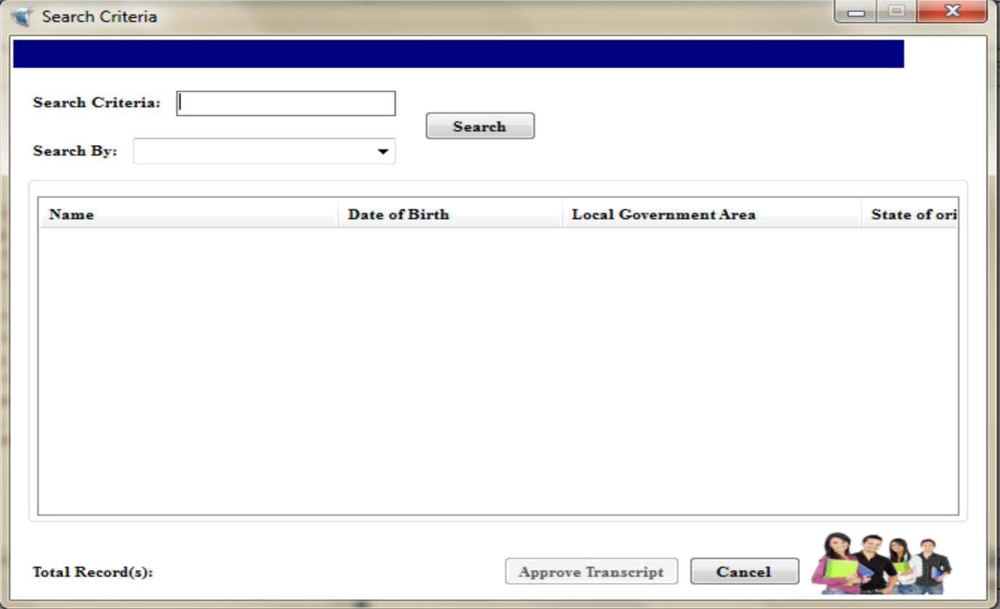 Search Criteria
Search Criteria:
Search
Search By:
Name Date of Birth Local Government Area State of ori
Total Record(s): Approve Transcript Cancel